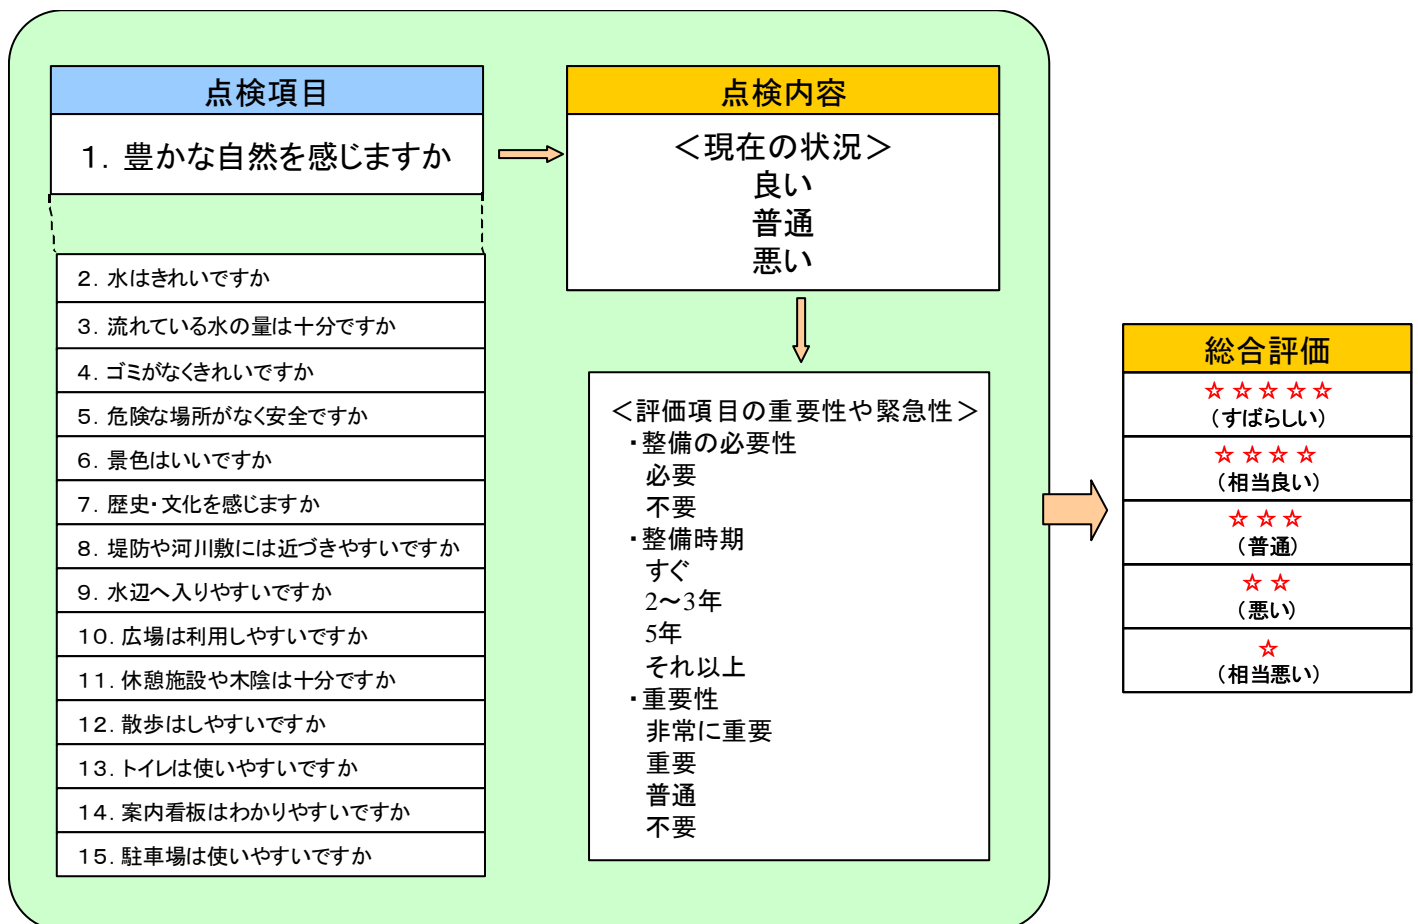 点検項目
1．豊かな自然を感じますか
2．水はきれいですか
3．流れている水の量は十分ですか
4．ゴミがなくきれいですか
5．危険な場所がなく安全ですか
6．景色はいいですか
7．歴史・文化を感じますか
8．堤防や河川敷には近づきやすいですか
9．水辺へ入りやすいですか
10．広場は利用しやすいですか
11．休憩施設や木陰は十分ですか
12．散歩はしやすいですか
13．トイレは使いやすいですか
14．案内看板はわかりやすいですか
15．駐車場は使いやすいですか
点検内容
＜現在の状況＞
良い
普通
悪い
＜評価項目の重要性や緊急性＞
・整備の必要性
必要
不要
・整備時期
すぐ
2～3年
5年
それ以上
・重要性
非常に重要
重要
普通
不要
総合評価
☆☆☆☆☆
（すばらしい）
☆☆☆☆
（相当良い）
☆☆☆
（普通）
☆☆
（悪い）
☆
（相当悪い）